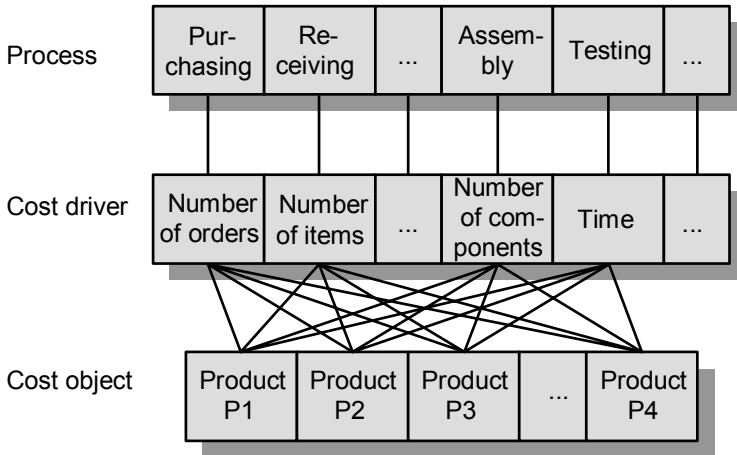 Process
Pur-
chasing
Re-
ceiving
...
Assem-
bly
Testing
...
Cost driver
Number
of orders
Number
of items
...
Number
of com-
ponents
Time
...
Cost object
Product
P1
Product
P2
Product
P3
...
Product
P4